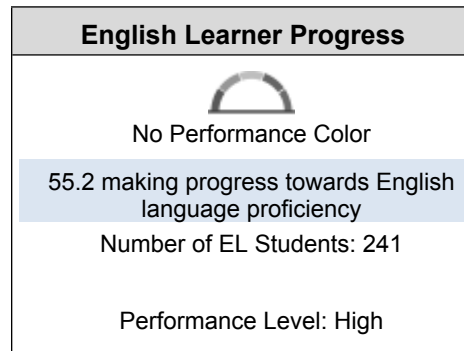 English Learner Progress
No Performance Color
55.2 making progress towards English
language proficiency
Number of EL Students: 241
Performance Level: High